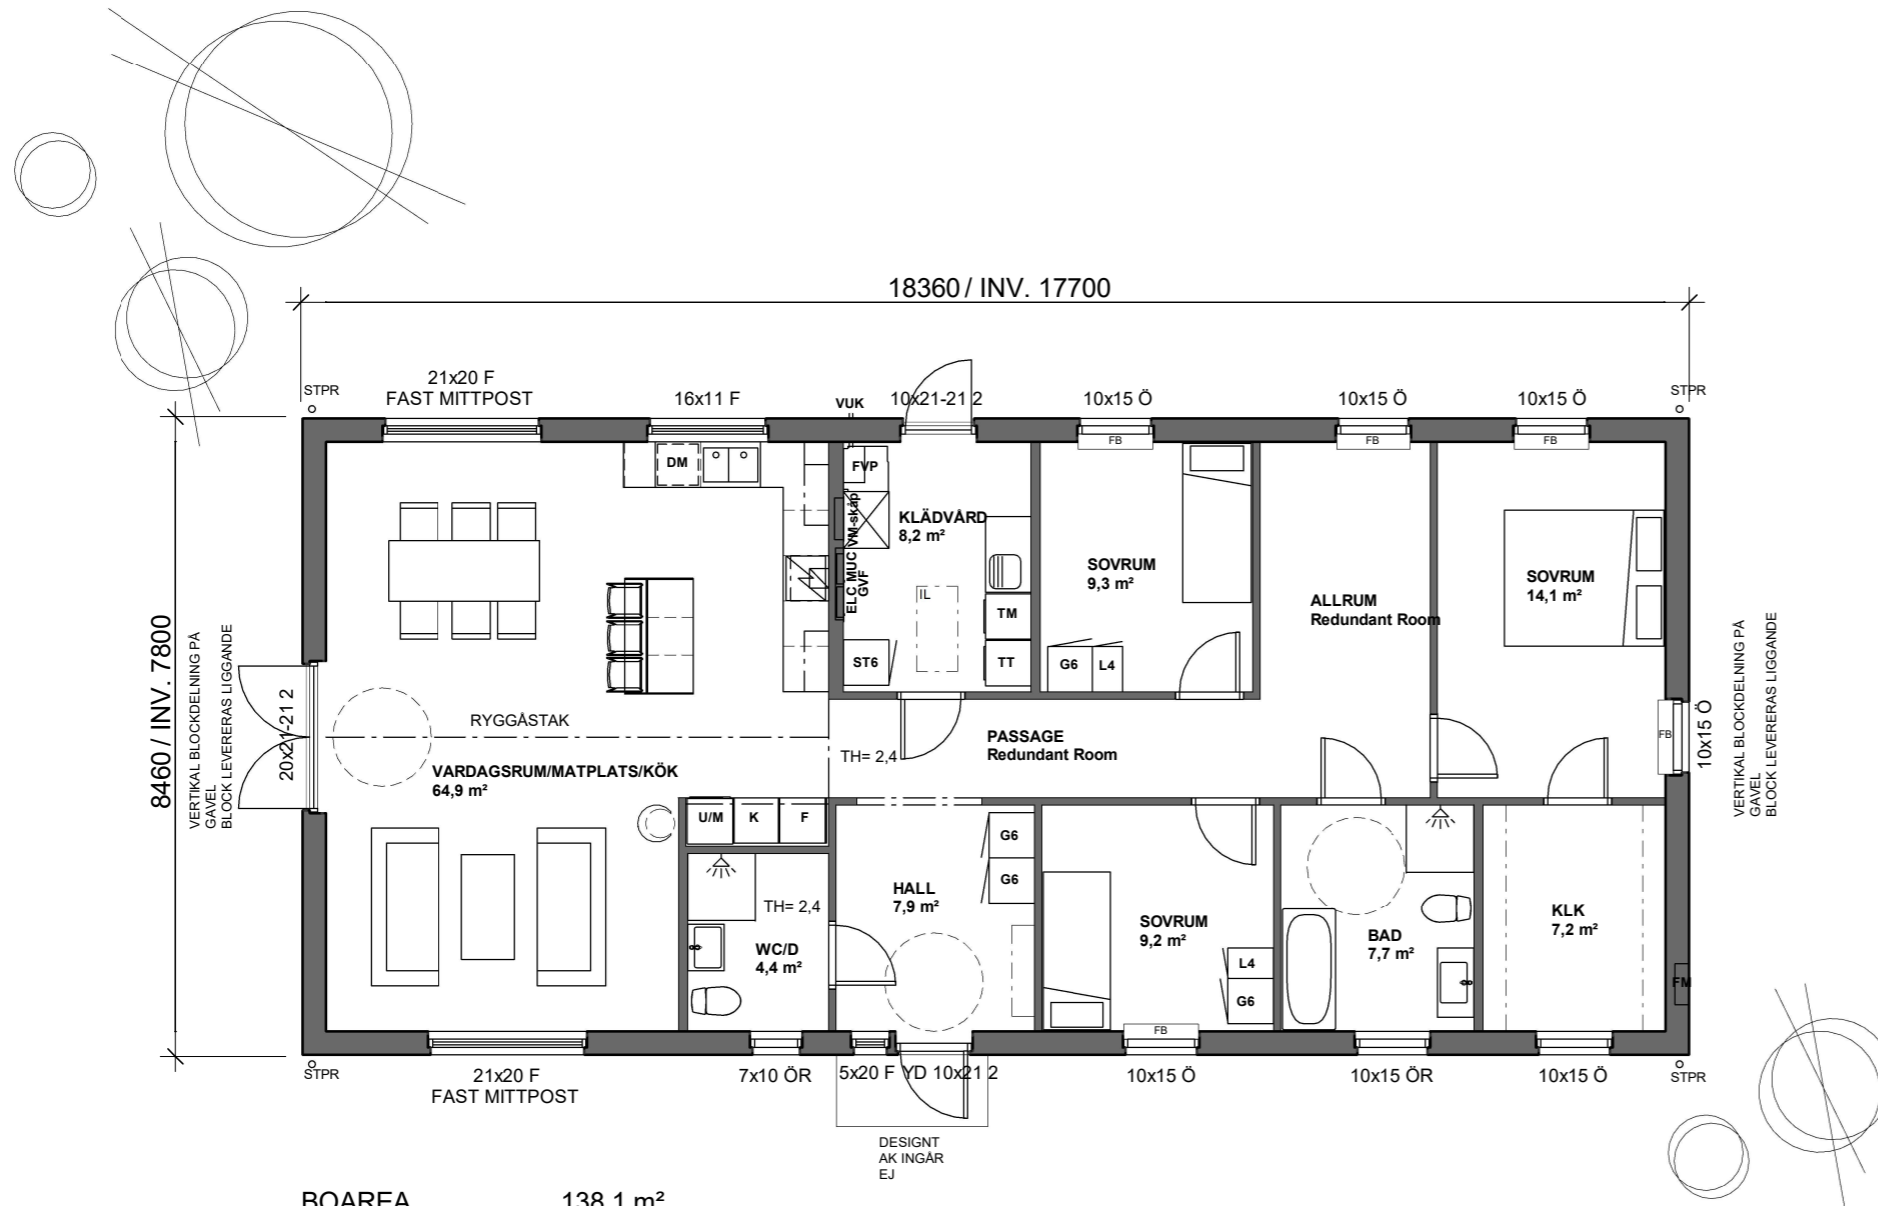 18360 / INV. 17700
STPR
21x20 F
FAST MITTPOST
16x11 F
VUK
10x21-21 2
10x15 Ö
10x15 Ö
10x15 Ö
STPR
FB
FB
FB
DM
FVP
VM-skåp
ELC MUC
GVF
KLÄDVÅRD
8,2 m²
IL
TM
ST6
TT
SOVRUM
9,3 m²
G6
L4
ALLRUM
Redundant Room
SOVRUM
14,1 m²
8460 / INV. 7800
VERTIKAL BLOCKDELNING PÅ
GAVEL
BLOCK LEVERERAS LIGGANDE
20x21-21 2
RYGGÅSTAK
VARDAGSRUM/MATPLATS/KÖK
64,9 m²
TH= 2,4
PASSAGE
Redundant Room
FB
10x15 Ö
VERTIKAL BLOCKDELNING PÅ
GAVEL
BLOCK LEVERERAS LIGGANDE
U/M
K
F
TH= 2,4
WC/D
4,4 m²
HALL
7,9 m²
G6
G6
SOVRUM
9,2 m²
L4
G6
FB
BAD
7,7 m²
KLK
7,2 m²
FM
STPR
21x20 F
FAST MITTPOST
7x10 ÖR
5x20 F
YD 10x21 2
10x15 Ö
10x15 ÖR
10x15 Ö
STPR
DESIGNT
AK INGÅR
EJ
BOAREA 138,1 m²